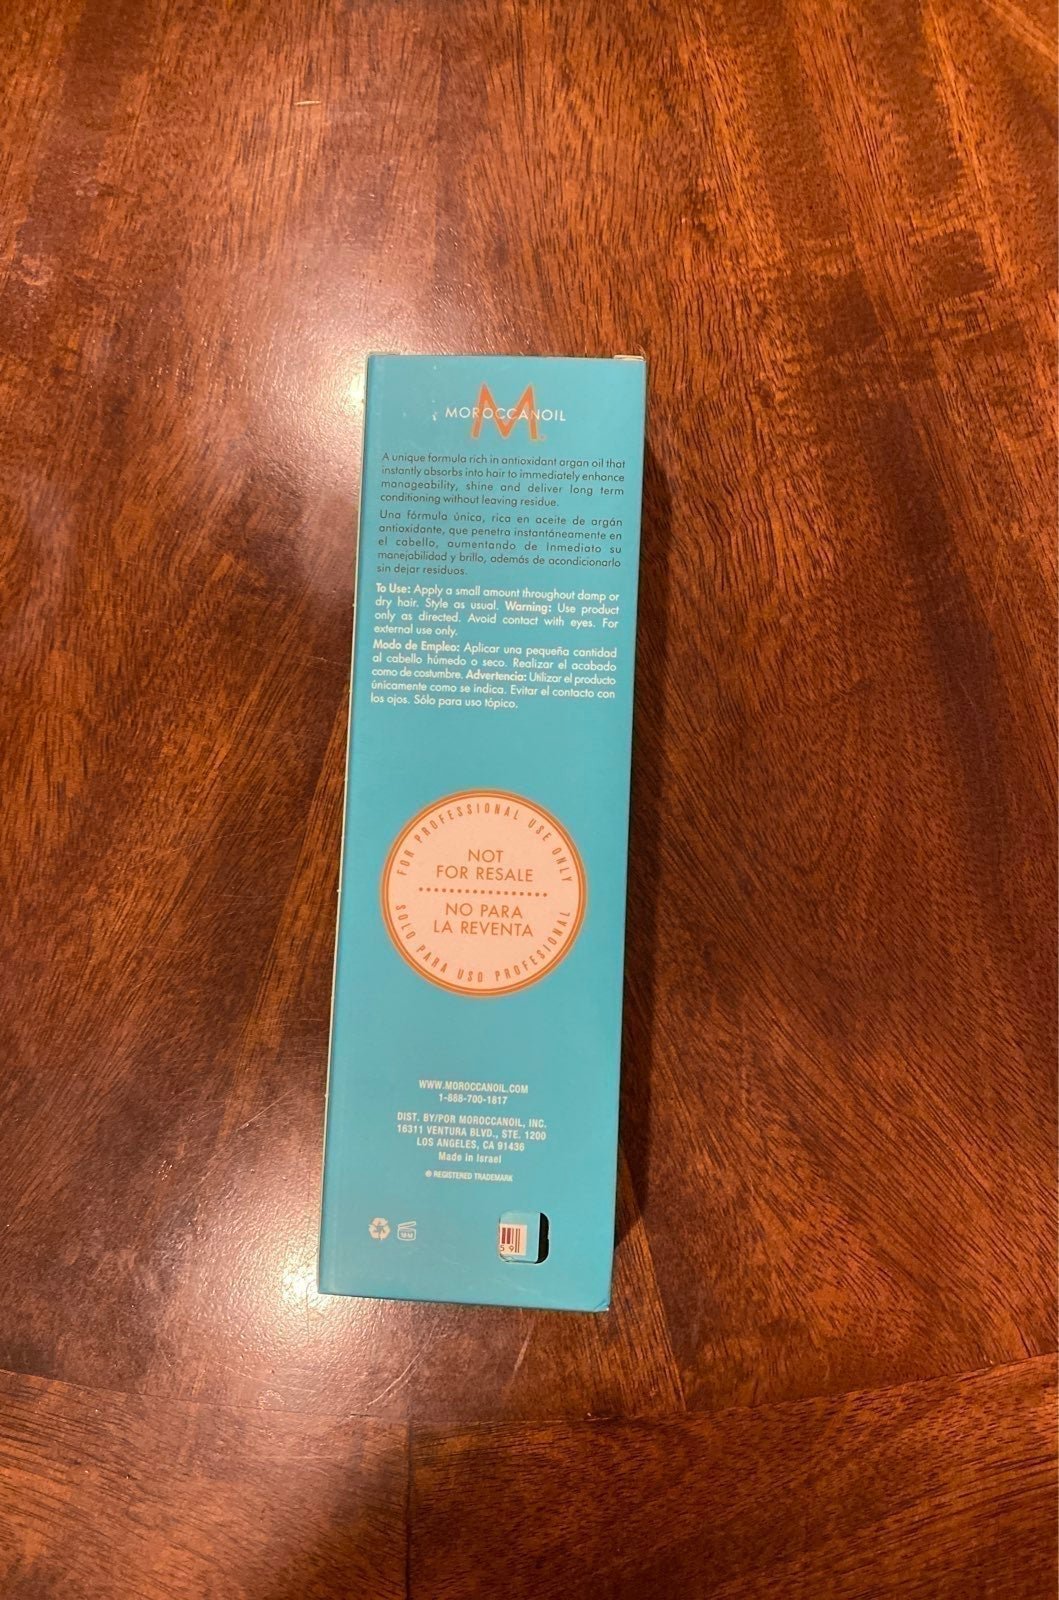 MOROCCANOIL
M
A unique formula rich in antioxidant argan oil that
instantly absorbs into hair to immediately enhance
manageability, shine and deliver long term
conditioning without leaving residue.
Una fórmula única, rica en aceite de argán
antioxidante, que penetra instantáneamente en
el cabello, aumentando de Inmediato su
manejabilidad y brillo, además de acondicionarlo
sin dejar residuos.
To Use: Apply a small amount throughout damp or
dry hair. Style as usual. Warning: Use product
only as directed. Avoid contact with eyes. For
external use only.
Modo de Empleo: Aplicar una pequeña cantidad
al cabello húmedo o seco. Realizar el acabado
como de costumbre. Advertencia: Utilizar el producto
únicamente como se indica. Evitar el contacto con
los ojos. Sólo para uso tópico.
FOR PROFESSIONAL USE ONLY
NOT
FOR RESALE
NO PARA
LA REVENTA
SOLO PARA USO PROFESIONAL
WWW.MOROCCANOIL.COM
1-888-700-1817
DIST. BY/POR MOROCCANOIL, INC.
16311 VENTURA BLVD., STE. 1200
LOS ANGELES, CA 91436
Made in Israel
® REGISTERED TRADEMARK
59